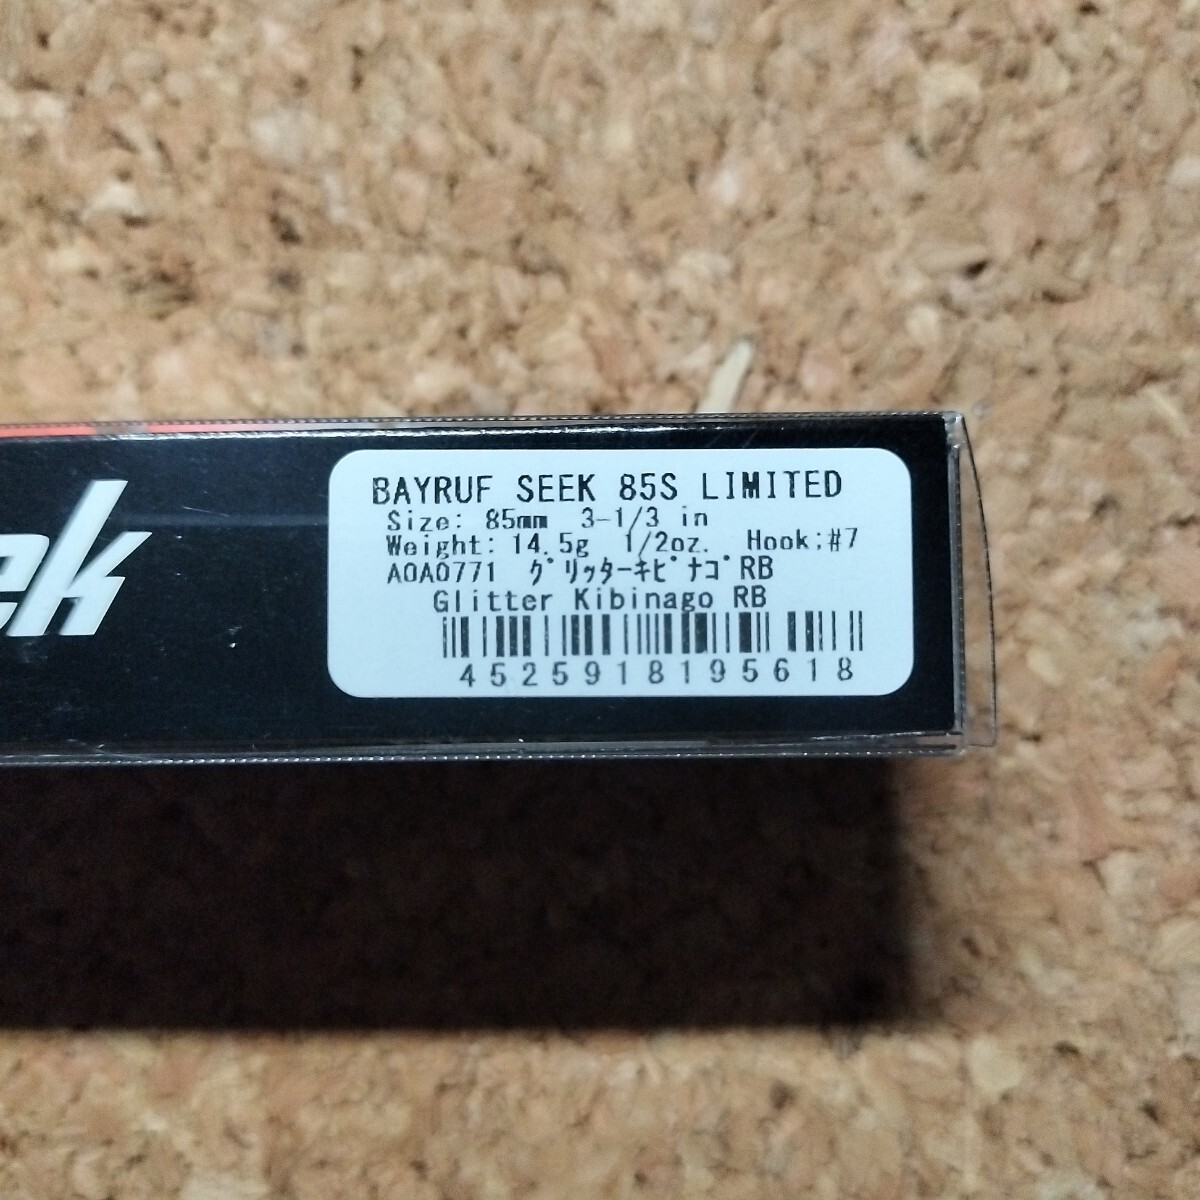 ek
BAYRUF SEEK 85S LIMITED
Size: 85mm 3-1/3 in
Weight: 14.5g 1/2oz. Hook:#7
A0A0771 ｸﾞﾘｯﾀｰｷﾋﾞﾅｺﾞRB
Glitter Kibinago RB
4525918195618